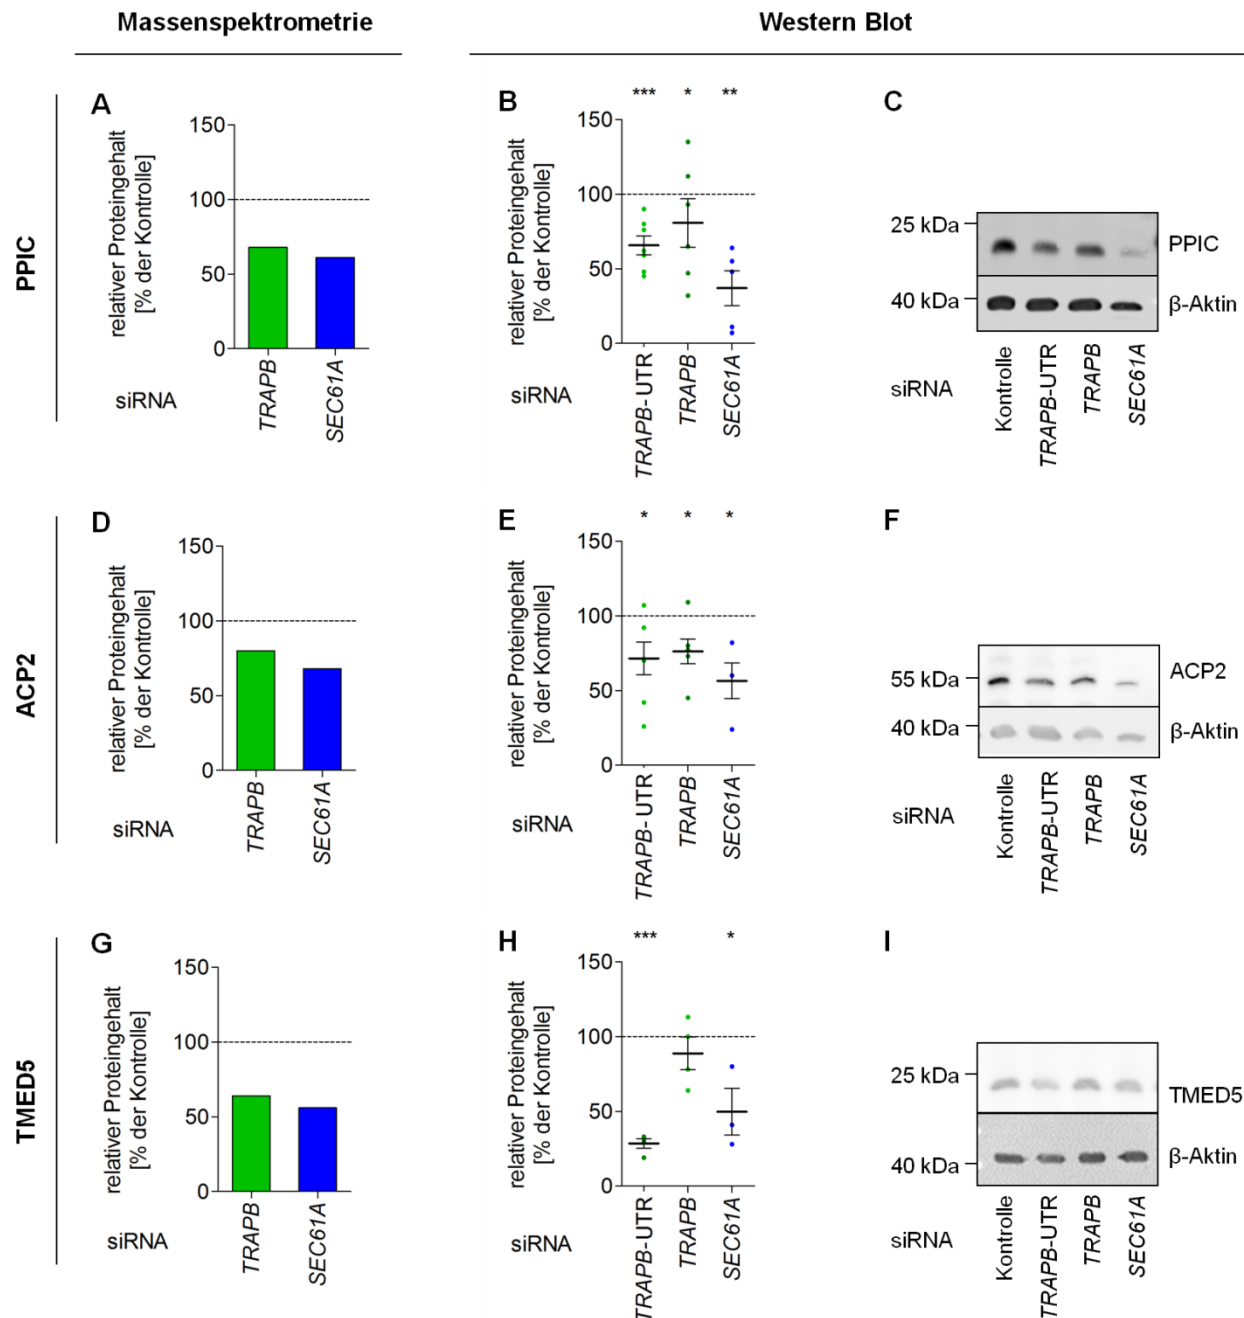 Massenspektrometrie
Western Blot
PPIC
A
relativer Proteingehalt
[% der Kontrolle]
150
100
50
0
siRNA
TRAPB
SEC61A
B
*** * **
relativer Proteingehalt
[% der Kontrolle]
150
100
50
0
siRNA
TRAPB-UTR
TRAPB
SEC61A
C
25 kDa
PPIC
40 kDa
β-Aktin
siRNA
Kontrolle
TRAPB-UTR
TRAPB
SEC61A
ACP2
D
relativer Proteingehalt
[% der Kontrolle]
150
100
50
0
siRNA
TRAPB
SEC61A
E
* * *
relativer Proteingehalt
[% der Kontrolle]
150
100
50
0
siRNA
TRAPB-UTR
TRAPB
SEC61A
F
55 kDa
ACP2
40 kDa
β-Aktin
siRNA
Kontrolle
TRAPB-UTR
TRAPB
SEC61A
TMED5
G
relativer Proteingehalt
[% der Kontrolle]
150
100
50
0
siRNA
TRAPB
SEC61A
H
*** *
relativer Proteingehalt
[% der Kontrolle]
150
100
50
0
siRNA
TRAPB-UTR
TRAPB
SEC61A
I
25 kDa
TMED5
40 kDa
β-Aktin
siRNA
Kontrolle
TRAPB-UTR
TRAPB
SEC61A